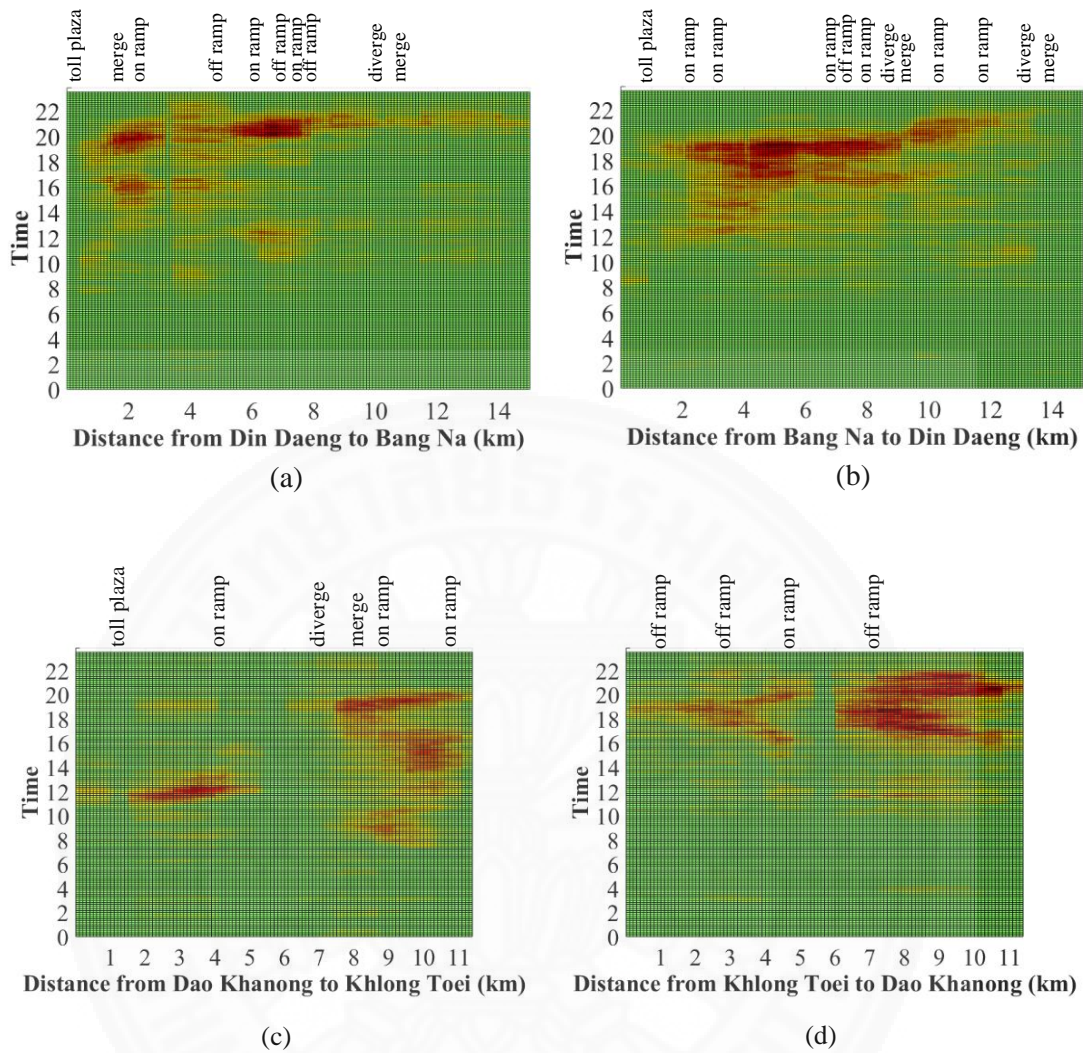 toll plaza
merge
on ramp
off ramp
on ramp
off ramp
on ramp
off ramp
diverge
merge
Time
22
20
18
16
14
12
10
8
6
4
2
0
2 4 6 8 10 12 14
Distance from Din Daeng to Bang Na (km)
(a)
toll plaza
on ramp
on ramp
on ramp
off ramp
on ramp
diverge
merge
on ramp
on ramp
diverge
merge
Time
22
20
18
16
14
12
10
8
6
4
2
0
2 4 6 8 10 12 14
Distance from Bang Na to Din Daeng (km)
(b)
toll plaza
on ramp
diverge
merge
on ramp
on ramp
Time
22
20
18
16
14
12
10
8
6
4
2
0
1 2 3 4 5 6 7 8 9 10 11
Distance from Dao Khanong to Khlong Toei (km)
(c)
off ramp
off ramp
on ramp
off ramp
Time
22
20
18
16
14
12
10
8
6
4
2
0
1 2 3 4 5 6 7 8 9 10 11
Distance from Khlong Toei to Dao Khanong (km)
(d)